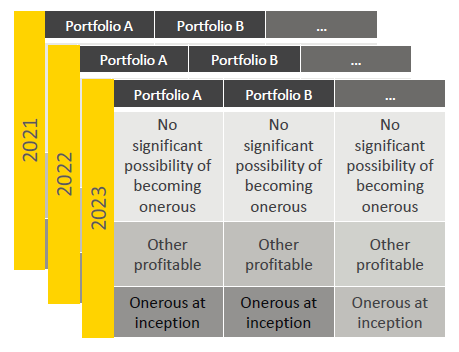 Portfolio A Portfolio B ...
Portfolio A Portfolio B ...
Portfolio A Portfolio B ...
2021
2022
2023
No No No
significant significant significant
possibility of possibility of possibility of
becoming becoming becoming
onerous onerous onerous
Other Other Other
profitable profitable profitable
Onerous at Onerous at Onerous at
inception inception inception